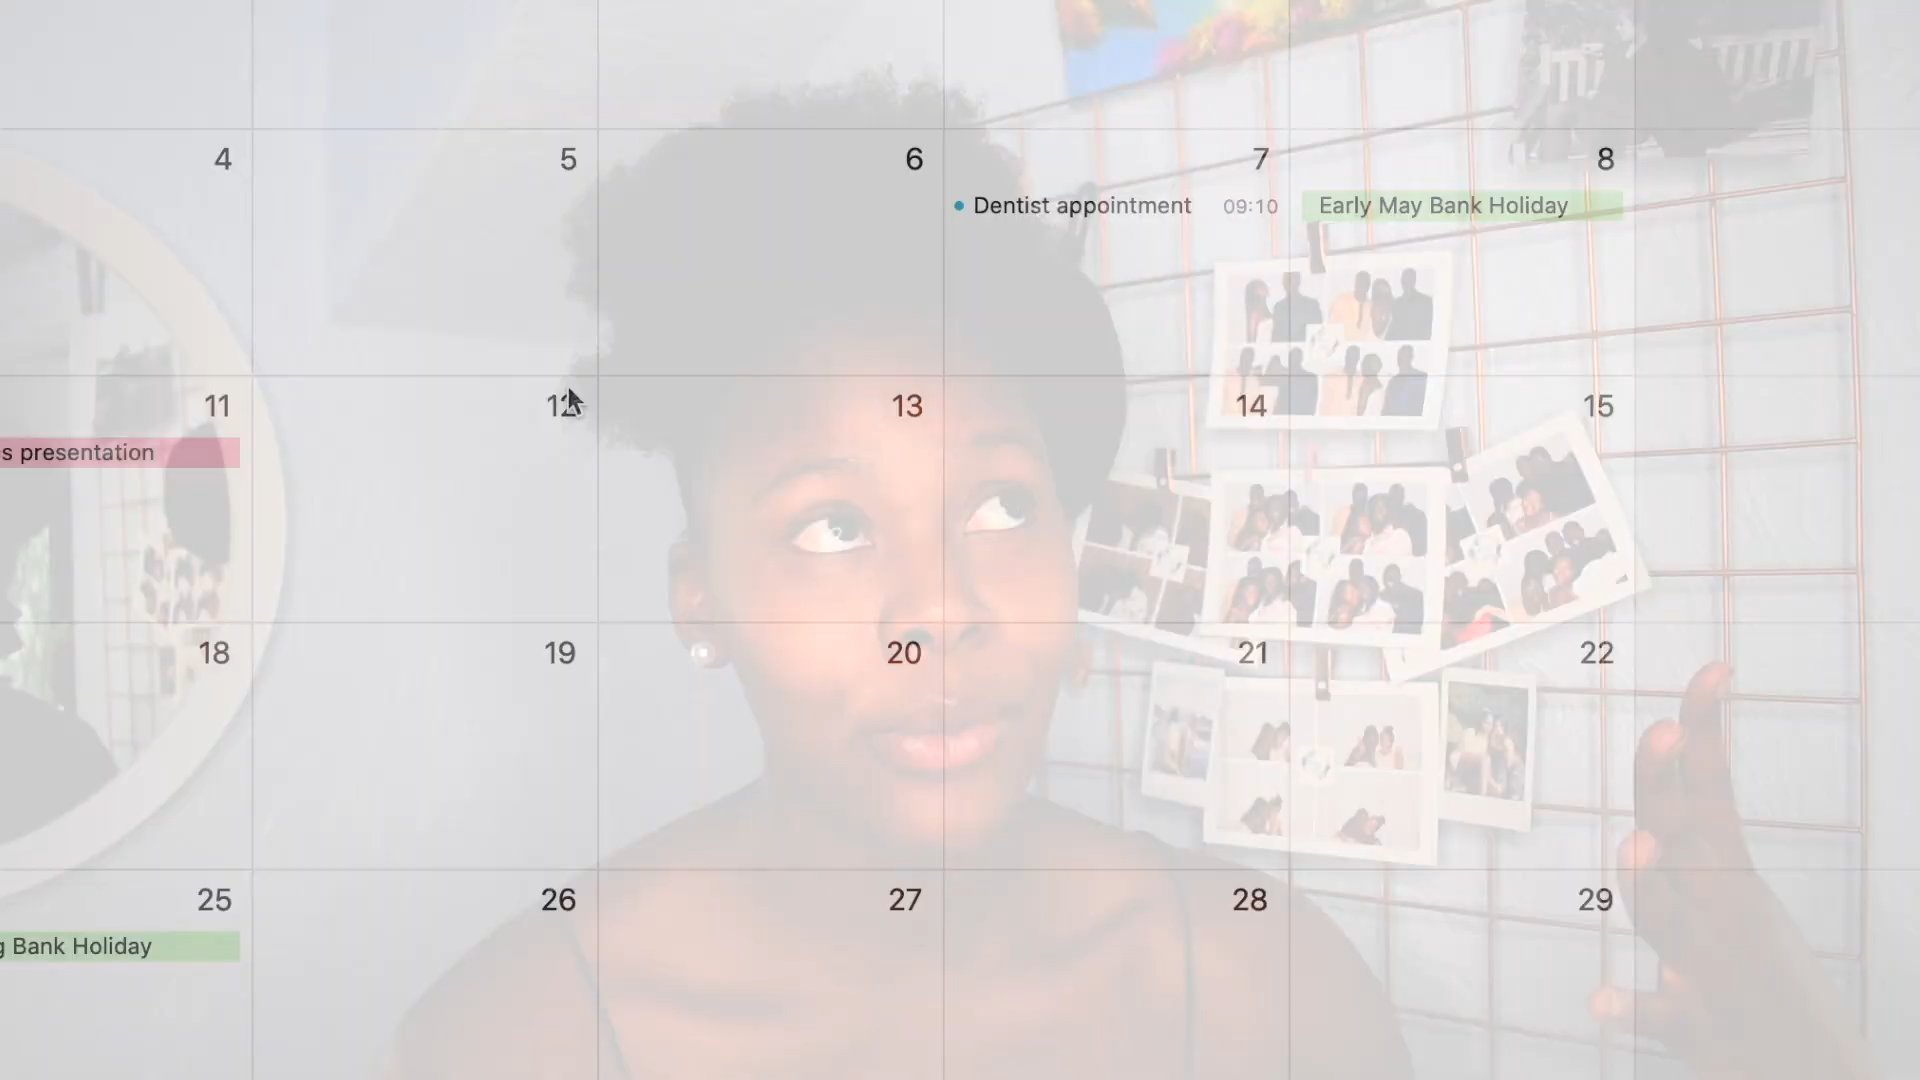 4 5 6 7 8
Dentist appointment 09:10 Early May Bank Holiday
11 12 13 14 15
presentation
18 19 20 21 22
25 26 27 28 29
Bank Holiday